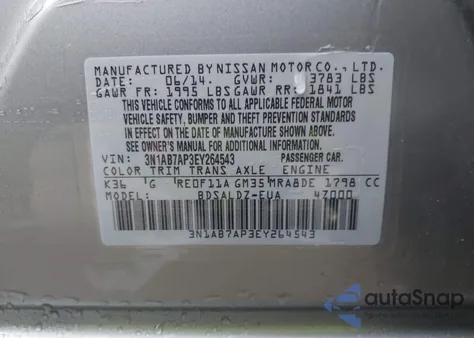 MANUFACTURED BY NISSAN MOTOR CO., LTD.
06/14. GVWR: 3783 LBS
GAWR FR: 1995 LBS GAWR RR: 1841 LBS
THIS VEHICLE CONFORMS TO ALL APPLICABLE FEDERAL MOTOR
VEHICLE SAFETY, BUMPER AND THEFT PREVENTION STANDARDS
IN EFFECT ON THE DATE OF MANUFACTURE SHOWN ABOVE.
SEE OWNER'S MANUAL FOR ADDITIONAL INFORMATION.
VIN: 3N1AB7AP3EY264543 PASSENGER CAR.
COLOR TRIM TRANS AXLE ENGINE
K36 G RE0F11A GM35 MRA8DE 1798 CC
MODEL: BDSALDZ-EUA 4Z000
3N1AB7AP3EY264543
autoSnap